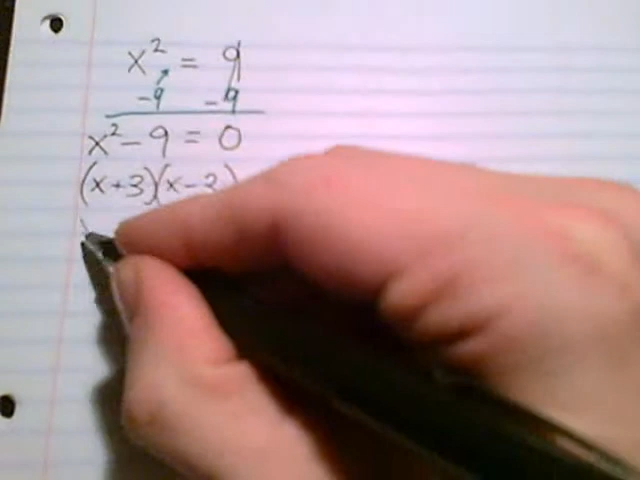 x² = 9
-9 -9
x² - 9 = 0
(x+3)(x-3)